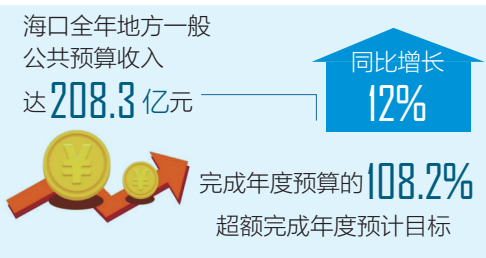 海口全年地方一般
公共预算收入
达208.3亿元
同比增长
12%
¥
¥
完成年度预算的108.2%
超额完成年度预计目标